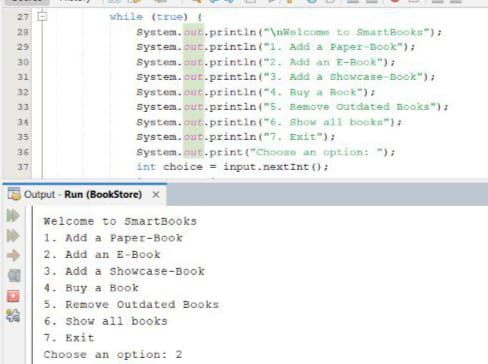 Source
History
27 while (true) {
28 System.out.println("\nWelcome to SmartBooks");
29 System.out.println("1. Add a Paper-Book");
30 System.out.println("2. Add an E-Book");
31 System.out.println("3. Add a Showcase-Book");
32 System.out.println("4. Buy a Book");
33 System.out.println("5. Remove Outdated Books");
34 System.out.println("6. Show all books");
35 System.out.println("7. Exit");
36 System.out.print("Choose an option: ");
37 int choice = input.nextInt();
Output - Run (BookStore) ×
Welcome to SmartBooks
1. Add a Paper-Book
2. Add an E-Book
3. Add a Showcase-Book
4. Buy a Book
5. Remove Outdated Books
6. Show all books
7. Exit
Choose an option: 2